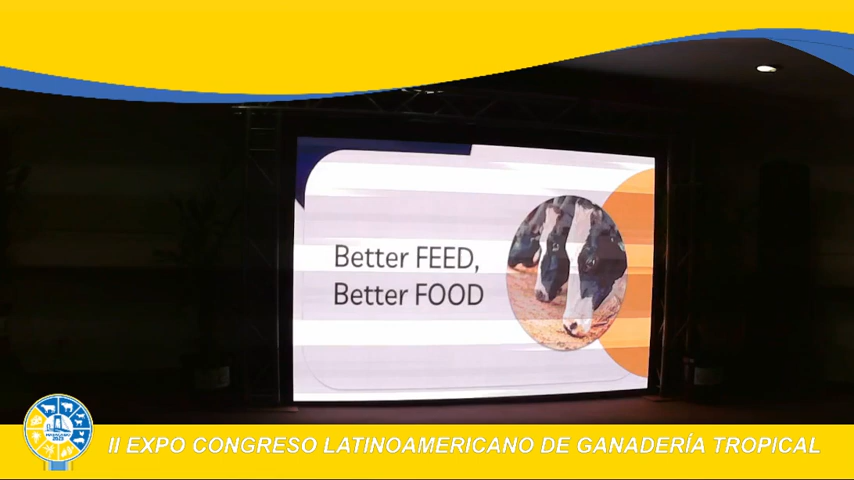 Better FEED,
Better FOOD
II EXPO CONGRESO LATINOAMERICANO DE GANADERÍA TROPICAL